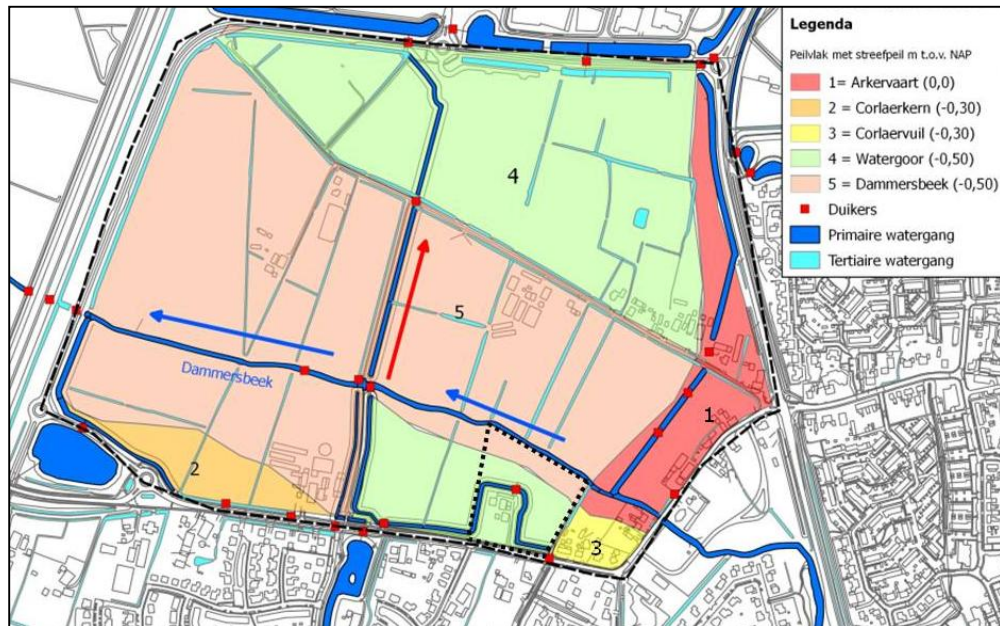 Legenda
Peilvlak met streefpeil m t.o.v. NAP
1= Arkervaart (0,0)
2 = Corlaerkern (-0,30)
3 = Corlaervuil (-0,30)
4 = Watergoor (-0,50)
5 = Dammersbeek (-0,50)
Duikers
Primaire watergang
Tertiaire watergang
4
5
Dammersbeek
1
2
3